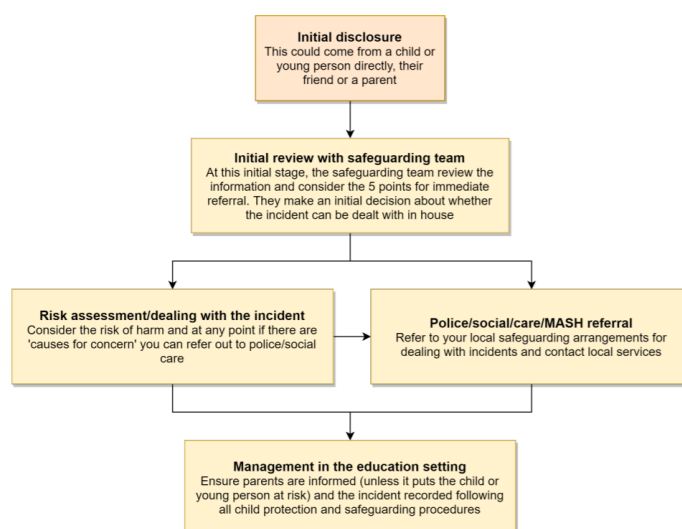 Initial disclosure
This could come from a child or
young person directly, their
friend or a parent
Initial review with safeguarding team
At this initial stage, the safeguarding team review the
information and consider the 5 points for immediate
referral. They make an initial decision about whether
the incident can be dealt with in house
Risk assessment/dealing with the incident
Consider the risk of harm and at any point if there are
'causes for concern' you can refer out to police/social
care
Police/social/care/MASH referral
Refer to your local safeguarding arrangements for
dealing with incidents and contact local services
Management in the education setting
Ensure parents are informed (unless it puts the child or
young person at risk) and the incident recorded following
all child protection and safeguarding procedures